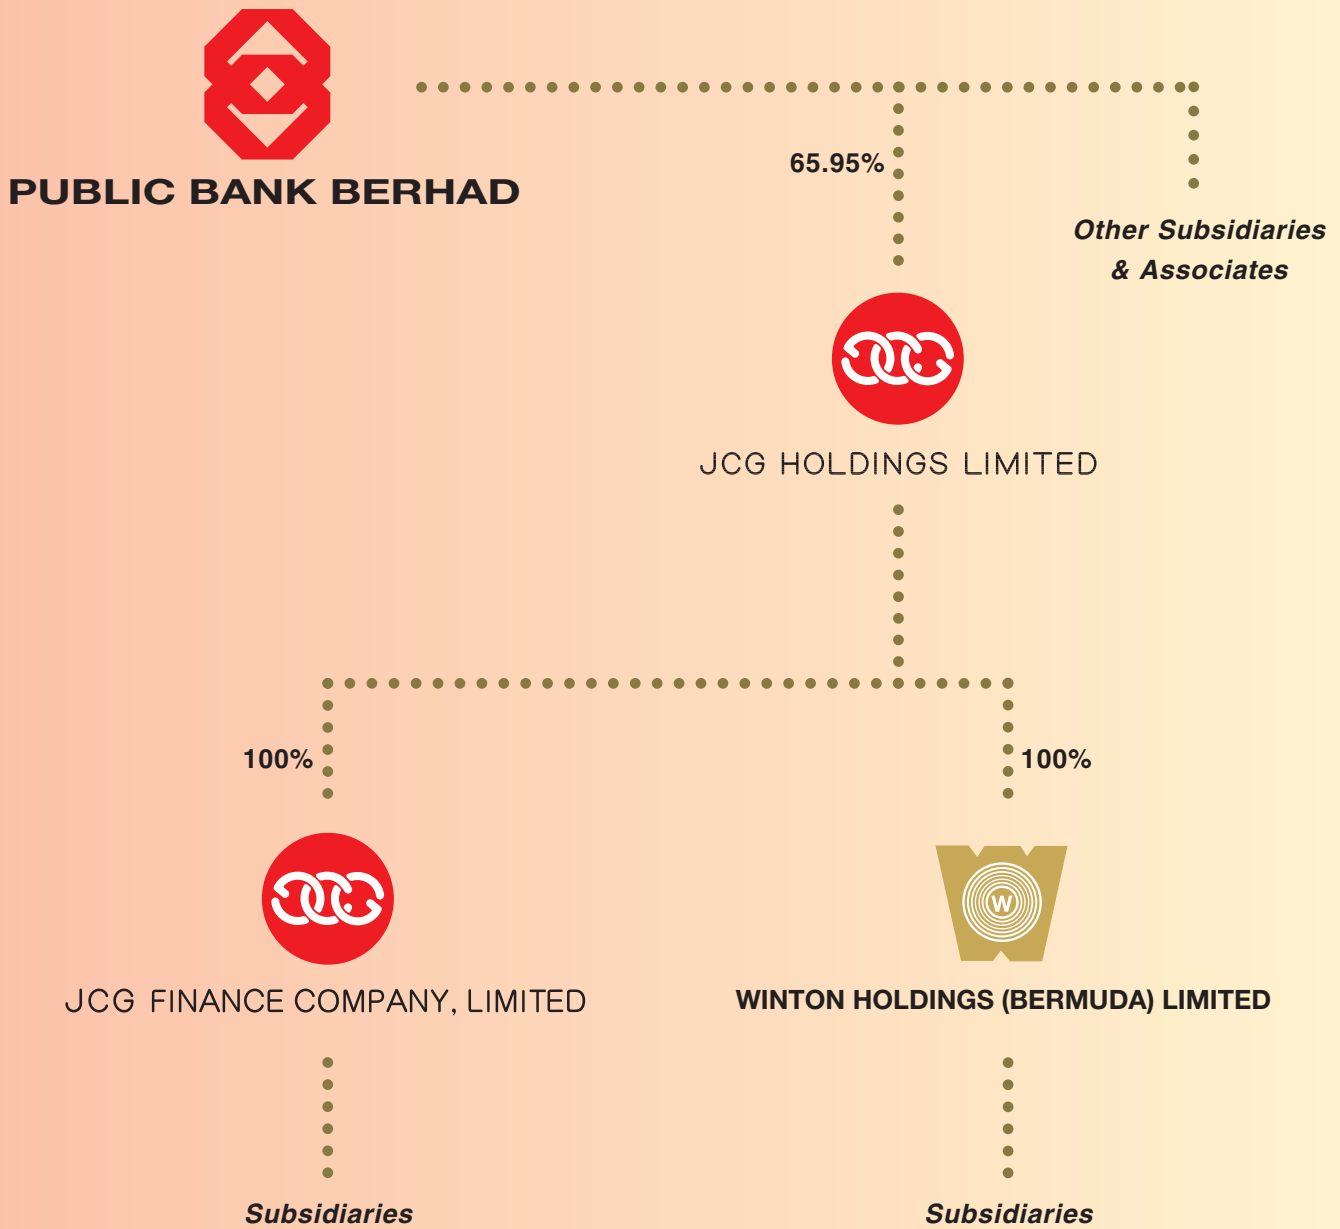 PUBLIC BANK BERHAD
65.95%
Other Subsidiaries
& Associates
JCG HOLDINGS LIMITED
100%
100%
W
JCG FINANCE COMPANY, LIMITED
WINTON HOLDINGS (BERMUDA) LIMITED
Subsidiaries
Subsidiaries